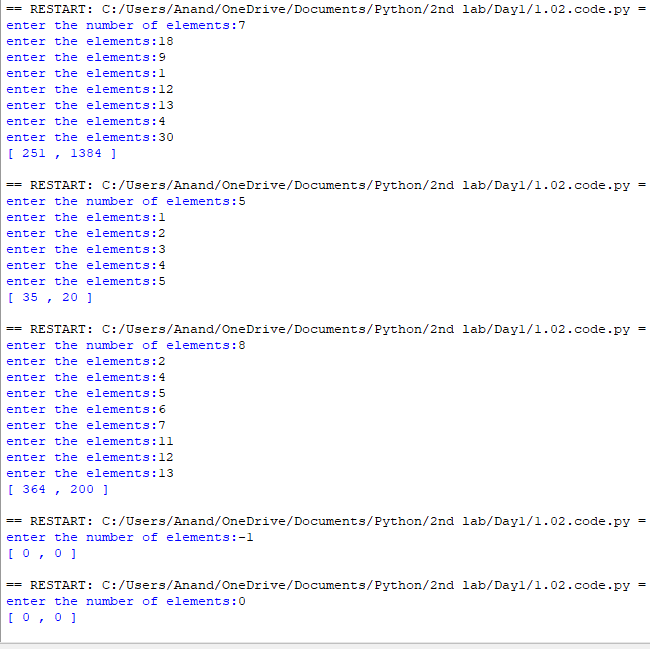 == RESTART: C:/Users/Anand/OneDrive/Documents/Python/2nd lab/Day1/1.02.code.py =
enter the number of elements:7
enter the elements:18
enter the elements:9
enter the elements:1
enter the elements:12
enter the elements:13
enter the elements:4
enter the elements:30
[ 251 , 1384 ]
== RESTART: C:/Users/Anand/OneDrive/Documents/Python/2nd lab/Day1/1.02.code.py =
enter the number of elements:5
enter the elements:1
enter the elements:2
enter the elements:3
enter the elements:4
enter the elements:5
[ 35 , 20 ]
== RESTART: C:/Users/Anand/OneDrive/Documents/Python/2nd lab/Day1/1.02.code.py =
enter the number of elements:8
enter the elements:2
enter the elements:4
enter the elements:5
enter the elements:6
enter the elements:7
enter the elements:11
enter the elements:12
enter the elements:13
[ 364 , 200 ]
== RESTART: C:/Users/Anand/OneDrive/Documents/Python/2nd lab/Day1/1.02.code.py =
enter the number of elements:-1
[ 0 , 0 ]
== RESTART: C:/Users/Anand/OneDrive/Documents/Python/2nd lab/Day1/1.02.code.py =
enter the number of elements:0
[ 0 , 0 ]